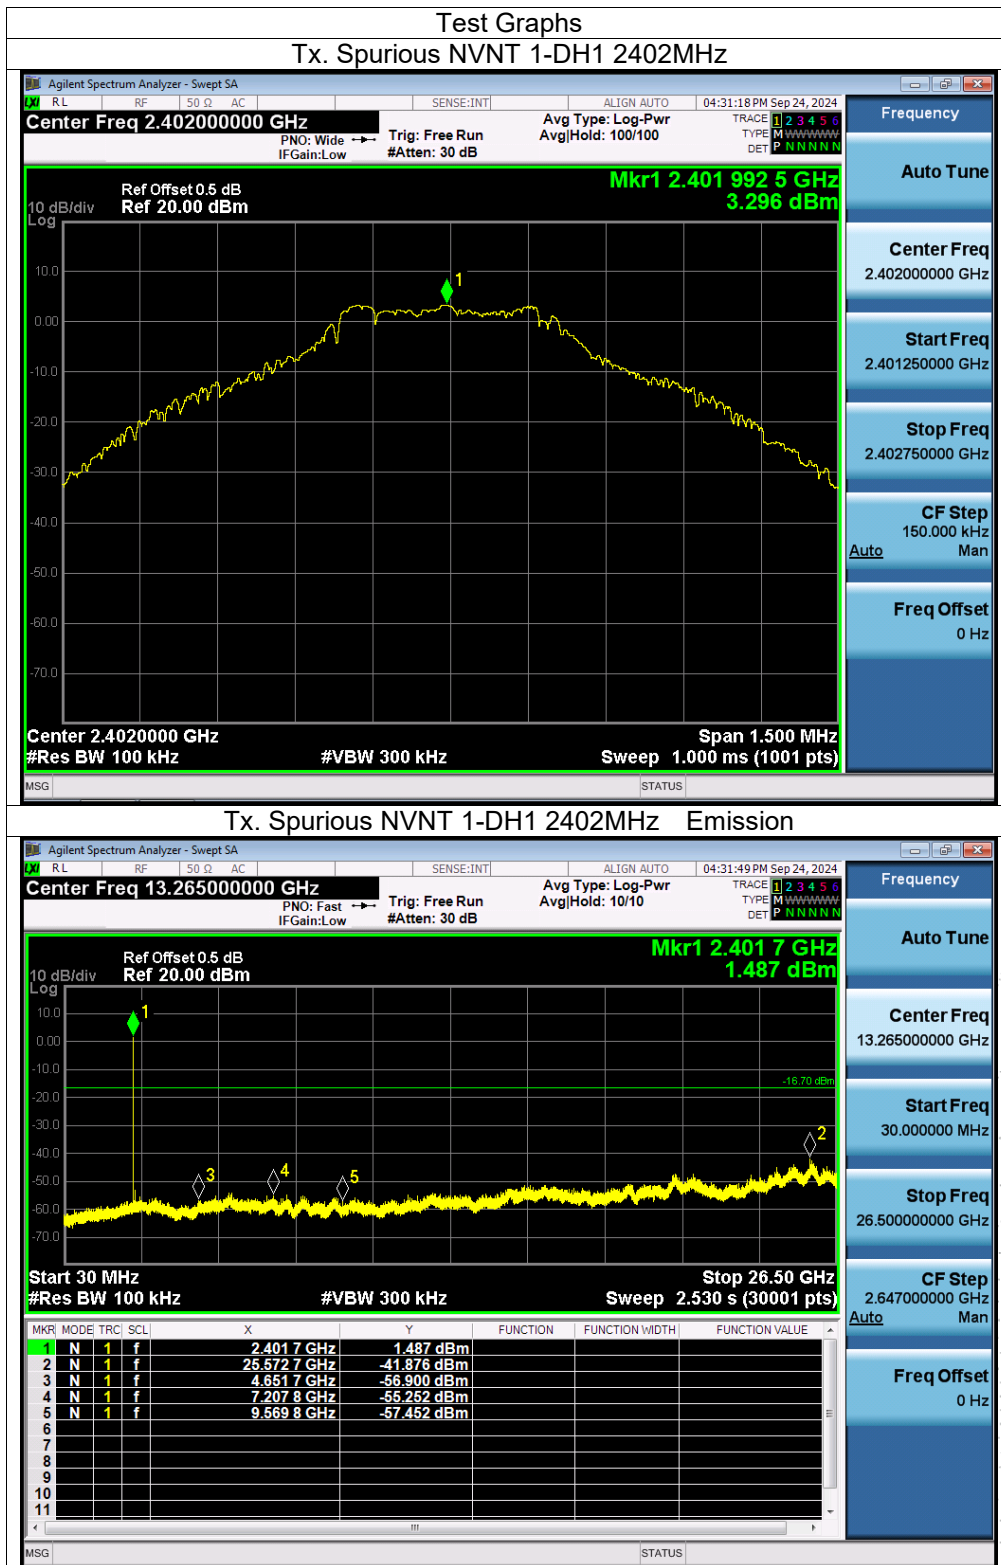 Test Graphs
Tx. Spurious NVNT 1-DH1 2402MHz
Agilent Spectrum Analyzer - Swept SA
LXI RL RF 50 Ω AC SENSE:INT ALIGN AUTO 04:31:18 PM Sep 24, 2024
Center Freq 2.402000000 GHz Avg Type: Log-Pwr TRACE 1 2 3 4 5 6
PNO: Wide Trig: Free Run Avg|Hold: 100/100 TYPE M WWWWW
IFGain:Low #Atten: 30 dB DET P N N N N N
Mkr1 2.401 992 5 GHz
3.296 dBm
Ref Offset 0.5 dB
10 dB/div Ref 20.00 dBm
Log
10.0
0.00
-10.0
-20.0
-30.0
-40.0
-50.0
-60.0
-70.0
1
Center 2.4020000 GHz Span 1.500 MHz
#Res BW 100 kHz #VBW 300 kHz Sweep 1.000 ms (1001 pts)
MSG STATUS
Frequency
Auto Tune
Center Freq
2.402000000 GHz
Start Freq
2.401250000 GHz
Stop Freq
2.402750000 GHz
CF Step
150.000 kHz
Auto Man
Freq Offset
0 Hz
Tx. Spurious NVNT 1-DH1 2402MHz Emission
Agilent Spectrum Analyzer - Swept SA
LXI RL RF 50 Ω AC SENSE:INT ALIGN AUTO 04:31:49 PM Sep 24, 2024
Center Freq 13.265000000 GHz Avg Type: Log-Pwr TRACE 1 2 3 4 5 6
PNO: Fast Trig: Free Run Avg|Hold: 10/10 TYPE M WWWWW
IFGain:Low #Atten: 30 dB DET P N N N N N
Mkr1 2.401 7 GHz
1.487 dBm
Ref Offset 0.5 dB
10 dB/div Ref 20.00 dBm
Log
10.0
0.00
-10.0
-20.0
-30.0
-40.0
-50.0
-60.0
-70.0
1
-16.70 dBm
2
3
4
5
Start 30 MHz Stop 26.50 GHz
#Res BW 100 kHz #VBW 300 kHz Sweep 2.530 s (30001 pts)
MKR MODE TRC SCL X Y FUNCTION FUNCTION WIDTH FUNCTION VALUE
1 N 1 f 2.401 7 GHz 1.487 dBm
2 N 1 f 25.572 7 GHz -41.876 dBm
3 N 1 f 4.651 7 GHz -56.900 dBm
4 N 1 f 7.207 8 GHz -55.252 dBm
5 N 1 f 9.569 8 GHz -57.452 dBm
6
7
8
9
10
11
MSG STATUS
Frequency
Auto Tune
Center Freq
13.265000000 GHz
Start Freq
30.000000 MHz
Stop Freq
26.500000000 GHz
CF Step
2.647000000 GHz
Auto Man
Freq Offset
0 Hz